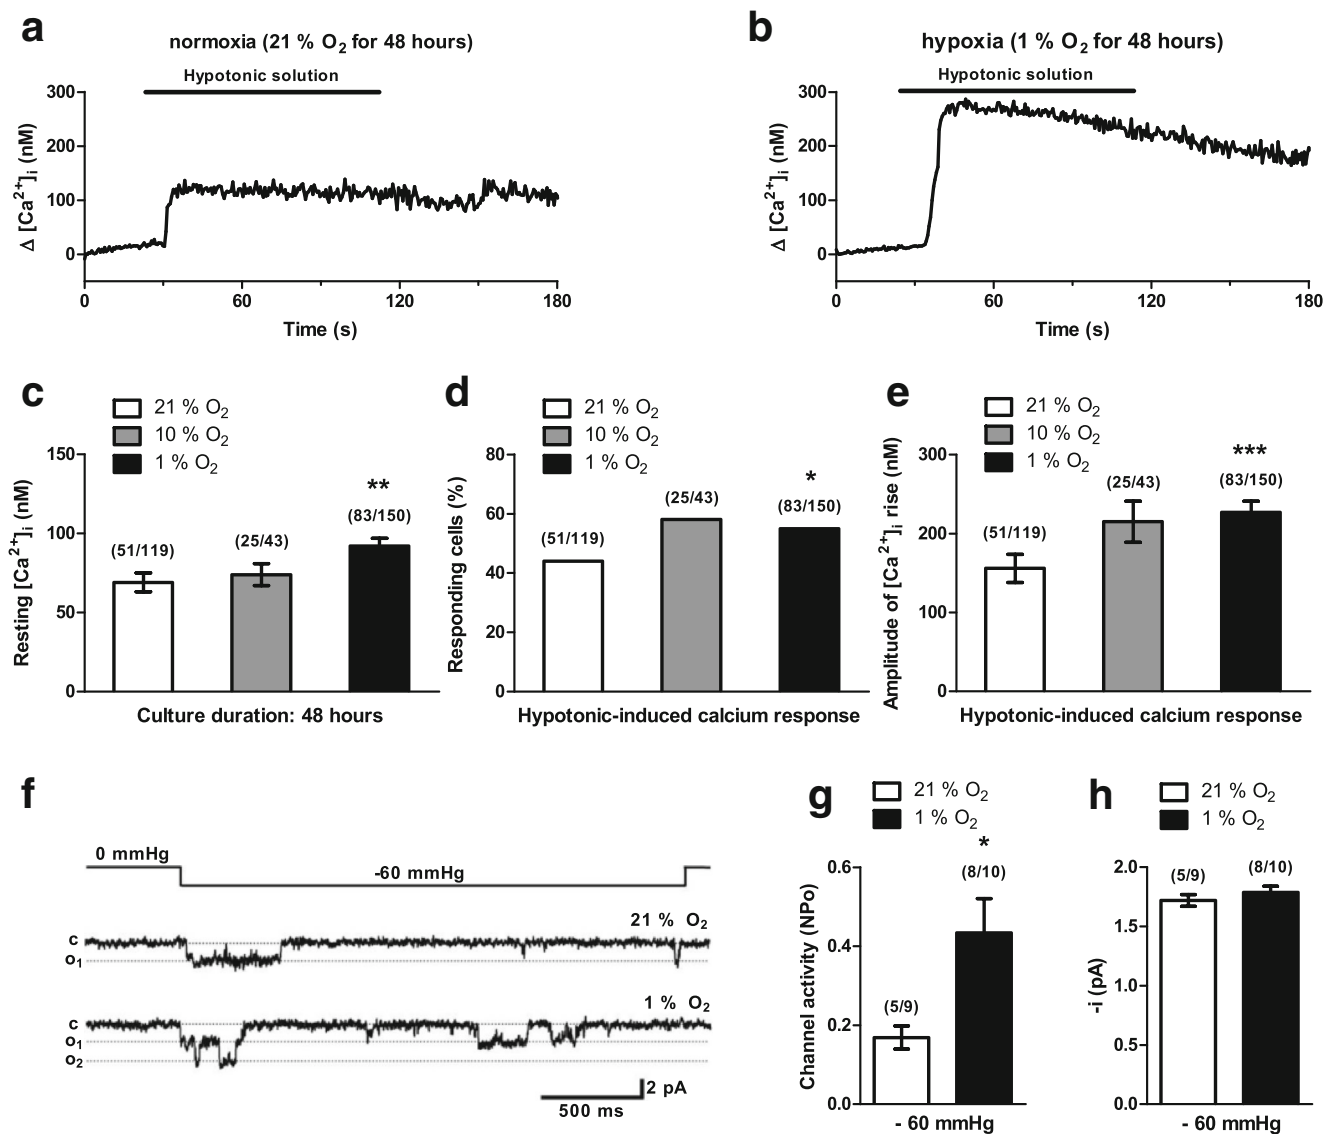 a
normoxia (21 % O2 for 48 hours)
Hypotonic solution
300
200
100
0
Δ [Ca2+]i (nM)
0 60 120 180
Time (s)
b
hypoxia (1 % O2 for 48 hours)
Hypotonic solution
300
200
100
0
Δ [Ca2+]i (nM)
0 60 120 180
Time (s)
c
21 % O2
10 % O2
1 % O2
150
100
50
0
Resting [Ca2+]i (nM)
(51/119)
(25/43)
**
(83/150)
Culture duration: 48 hours
d
21 % O2
10 % O2
1 % O2
80
60
40
20
0
Responding cells (%)
(51/119)
(25/43)
*
(83/150)
Hypotonic-induced calcium response
e
21 % O2
10 % O2
1 % O2
300
200
100
0
Amplitude of [Ca2+]i rise (nM)
(51/119)
(25/43)
***
(83/150)
Hypotonic-induced calcium response
f
0 mmHg
-60 mmHg
21 % O2
c
o1
1 % O2
c
o1
o2
2 pA
500 ms
g
21 % O2
1 % O2
0.6
0.4
0.2
0.0
Channel activity (NPo)
(5/9)
*
(8/10)
- 60 mmHg
h
21 % O2
1 % O2
2.0
1.5
1.0
0.5
0.0
-i (pA)
(5/9)
(8/10)
- 60 mmHg